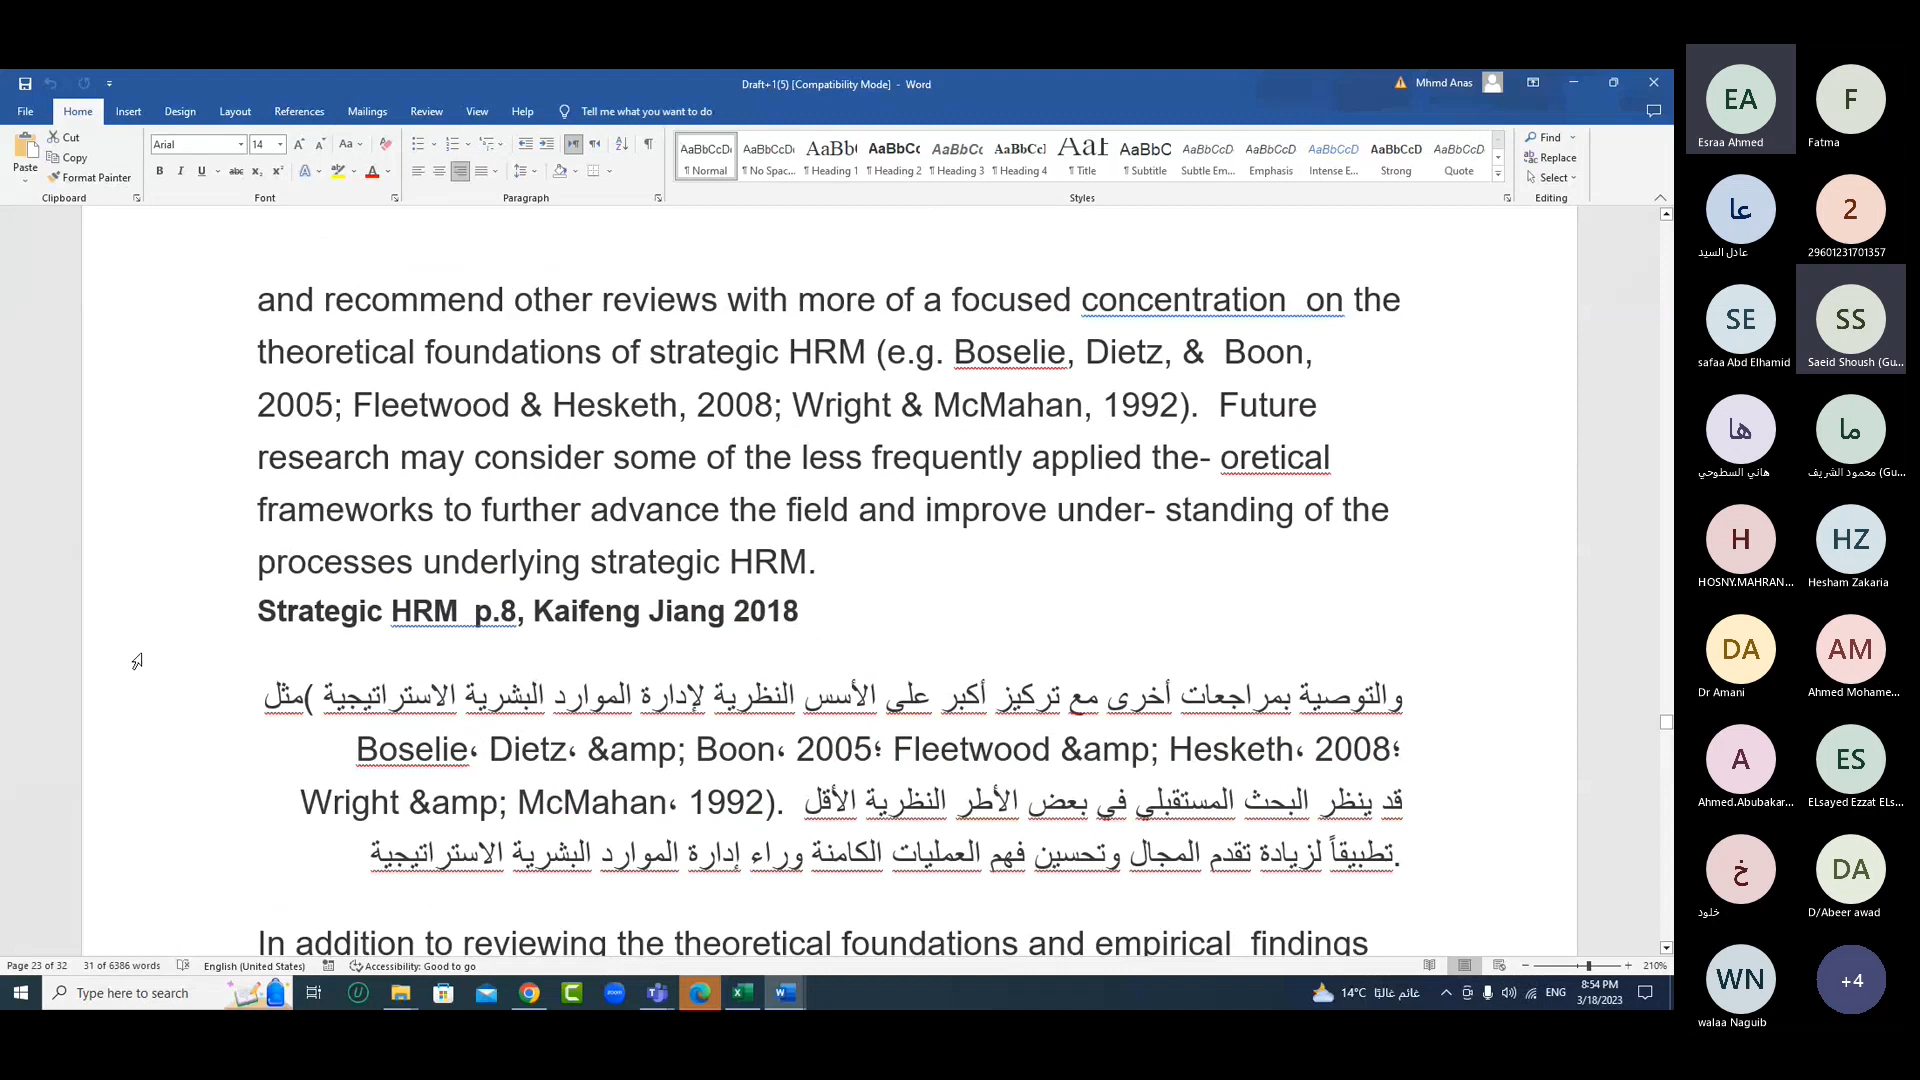 Draft+1(5) [Compatibility Mode] - Word
Mhmd Anas
File Home Insert Design Layout References Mailings Review View Help Tell me what you want to do
Paste
Cut
Copy
Format Painter
Clipboard
Arial 14
Font
Paragraph
AaBbCcDc AaBbCcDc AaBb( AaBbCc AaBbCc AaBbCcI AaB AaBbC AaBbCcD AaBbCcD AaBbCcD AaBbCcD AaBbCcD
¶ Normal ¶ No Spac... ¶ Heading 1 ¶ Heading 2 ¶ Heading 3 ¶ Heading 4 ¶ Title ¶ Subtitle Subtle Em... Emphasis Intense E... Strong Quote
Styles
Find
Replace
Select
Editing
and recommend other reviews with more of a focused concentration on the
theoretical foundations of strategic HRM (e.g. Boselie, Dietz, & Boon,
2005; Fleetwood & Hesketh, 2008; Wright & McMahan, 1992). Future
research may consider some of the less frequently applied the- oretical
frameworks to further advance the field and improve under- standing of the
processes underlying strategic HRM.
Strategic HRM p.8, Kaifeng Jiang 2018
والتوصية بمراجعات أخرى مع تركيز أكبر على الأسس النظرية لإدارة الموارد البشرية الاستراتيجية )مثل
Boselie، Dietz، &amp; Boon، 2005؛ Fleetwood &amp; Hesketh، 2008؛
Wright &amp; McMahan، 1992). قد ينظر البحث المستقبلي في بعض الأطر النظرية الأقل
تطبيقاً لزيادة تقدم المجال وتحسين فهم العمليات الكامنة وراء إدارة الموارد البشرية الاستراتيجية.
In addition to reviewing the theoretical foundations and empirical findings
Page 23 of 32 31 of 6386 words English (United States) Accessibility: Good to go 210%
Type here to search
14°C غائم غالبًا
ENG
8:54 PM
3/18/2023
EA
Esraa Ahmed
F
Fatma
عا
عادل السيد
2
29601231701357
SE
safaa Abd Elhamid
SS
Saeid Shoush (Gu...
ها
هاني السطوحي
ما
محمود الشريف (Gu...
H
HOSNY.MAHRAN...
HZ
Hesham Zakaria
DA
Dr Amani
AM
Ahmed Mohame...
A
Ahmed.Abubakar...
ES
ELsayed Ezzat ELs...
خ
خلود
DA
D/Abeer awad
WN
walaa Naguib
+4